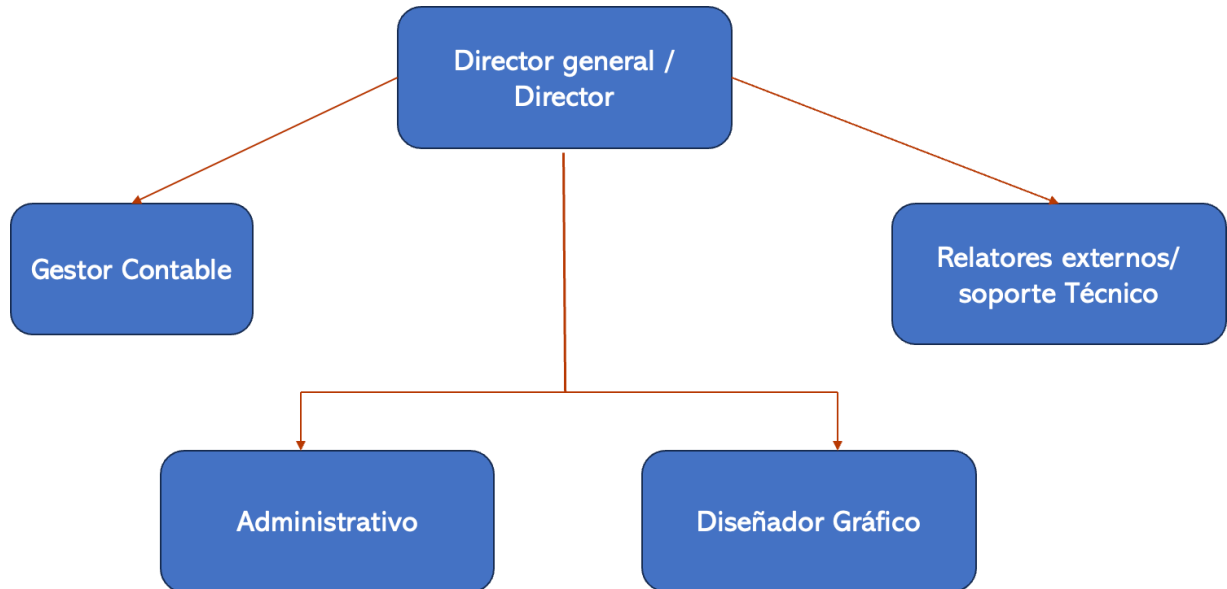 Director general /
Director
Gestor Contable
Relatores externos/
soporte Técnico
Administrativo
Diseñador Gráfico